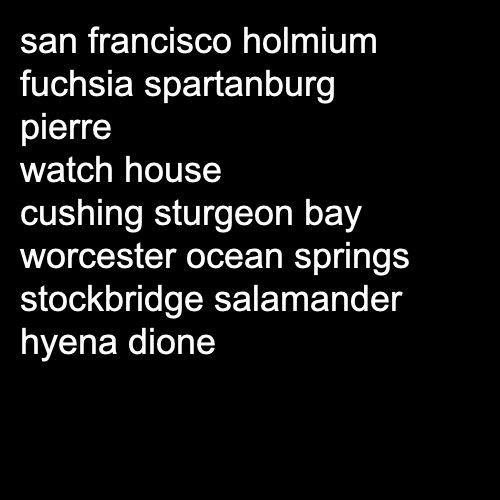 san francisco holmium
fuchsia spartanburg
pierre
watch house
cushing sturgeon bay
worcester ocean springs
stockbridge salamander
hyena dione